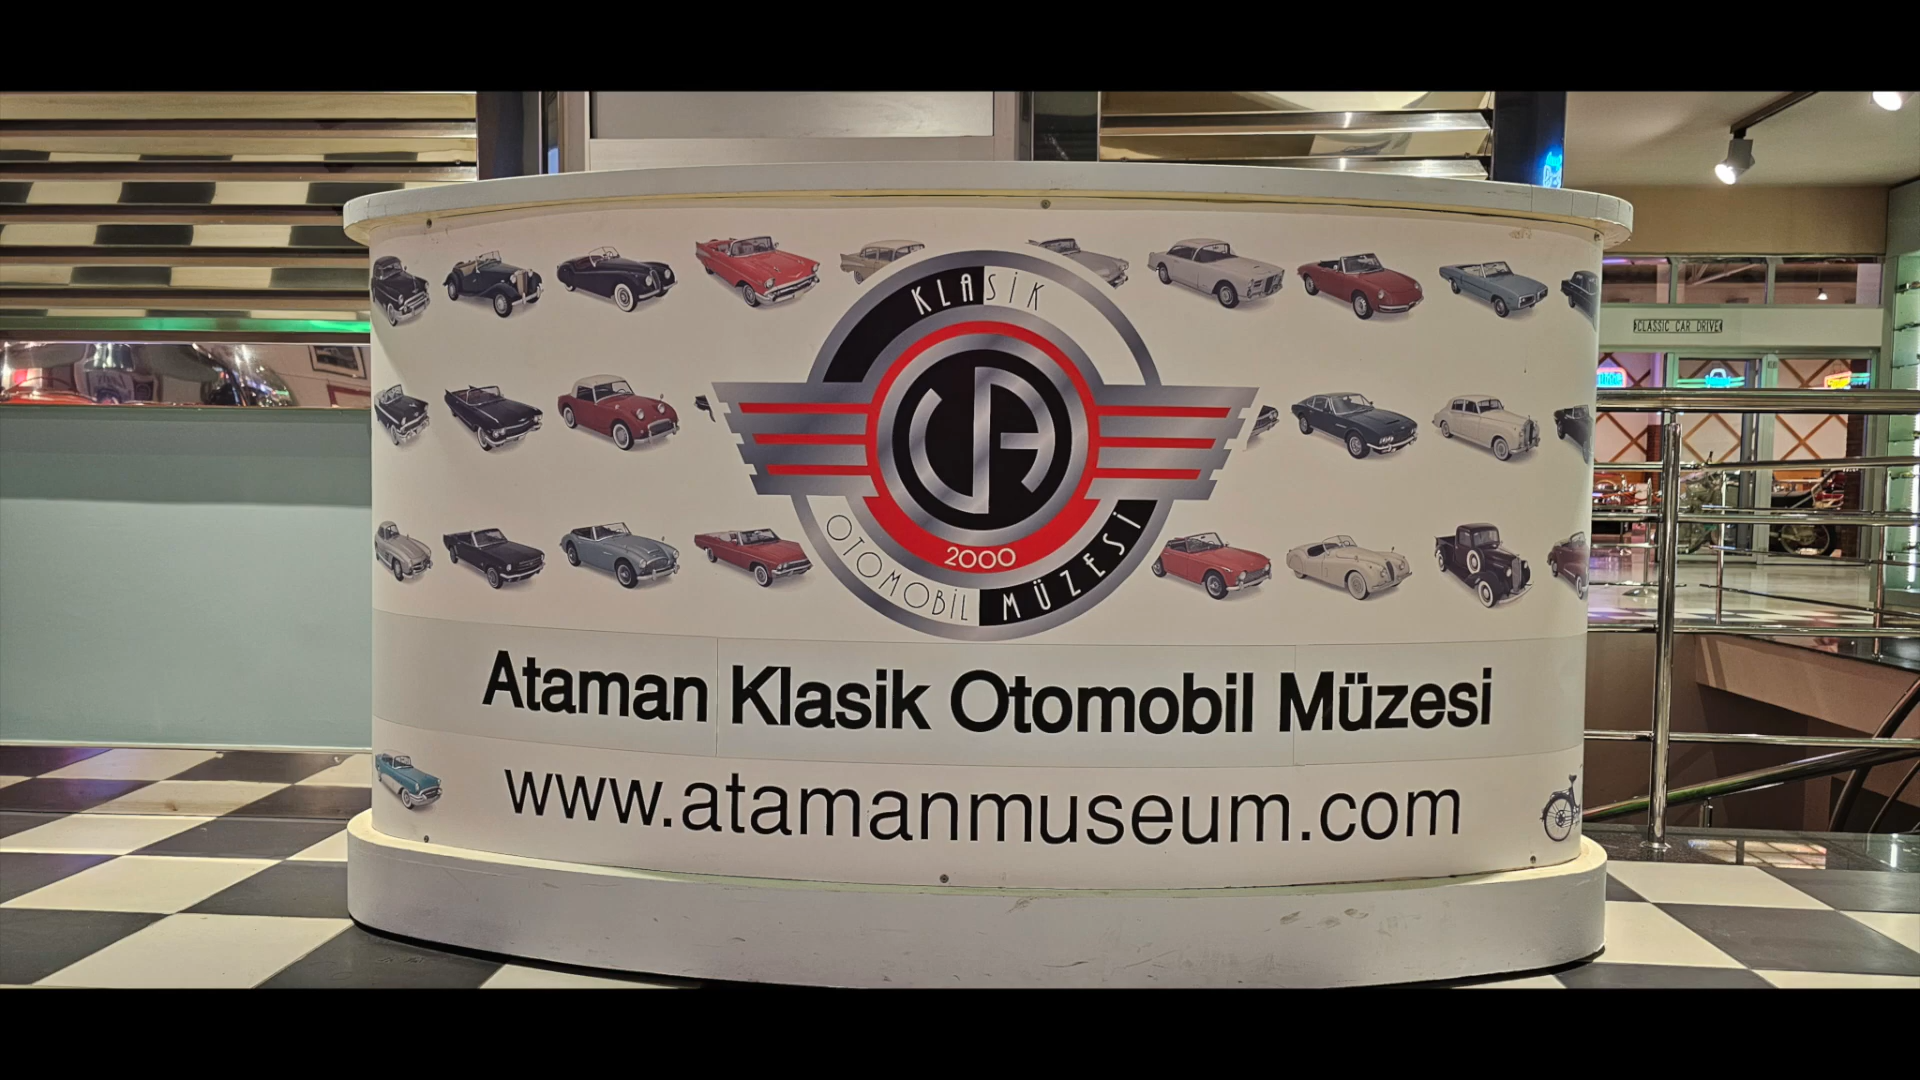 KLASİK
CLASSIC CAR DRIVE
2000
OTOMOBİL MÜZESİ
Ataman Klasik Otomobil Müzesi
www.atamanmuseum.com